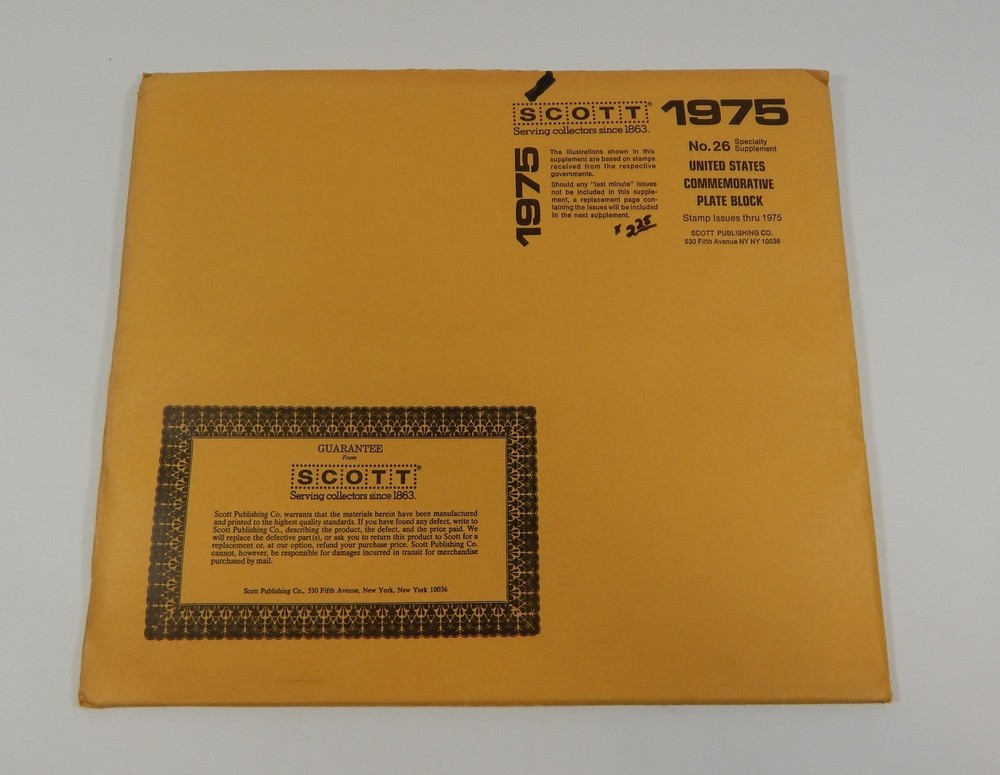 SCOTT®
Serving collectors since 1863.
1975
1975
The illustrations shown in this
supplement are based on stamps
received from the respective
governments.
Should any "last minute" issues
not be included in this supple-
ment, a replacement page con-
taining the issues will be included
in the next supplement.
$2.25
No. 26 Specialty
Supplement
UNITED STATES
COMMEMORATIVE
PLATE BLOCK
Stamp Issues thru 1975
SCOTT PUBLISHING CO.
530 Fifth Avenue NY NY 10036
GUARANTEE
From
SCOTT®
Serving collectors since 1863.
Scott Publishing Co. warrants that the materials herein have been manufactured
and printed to the highest quality standards. If you have found any defect, write to
Scott Publishing Co., describing the product, the defect, and the price paid. We
will replace the defective part(s), or ask you to return this product to Scott for a
replacement or, at our option, refund your purchase price. Scott Publishing Co.
cannot, however, be responsible for damages incurred in transit for merchandise
purchased by mail.
Scott Publishing Co., 530 Fifth Avenue, New York, New York 10036